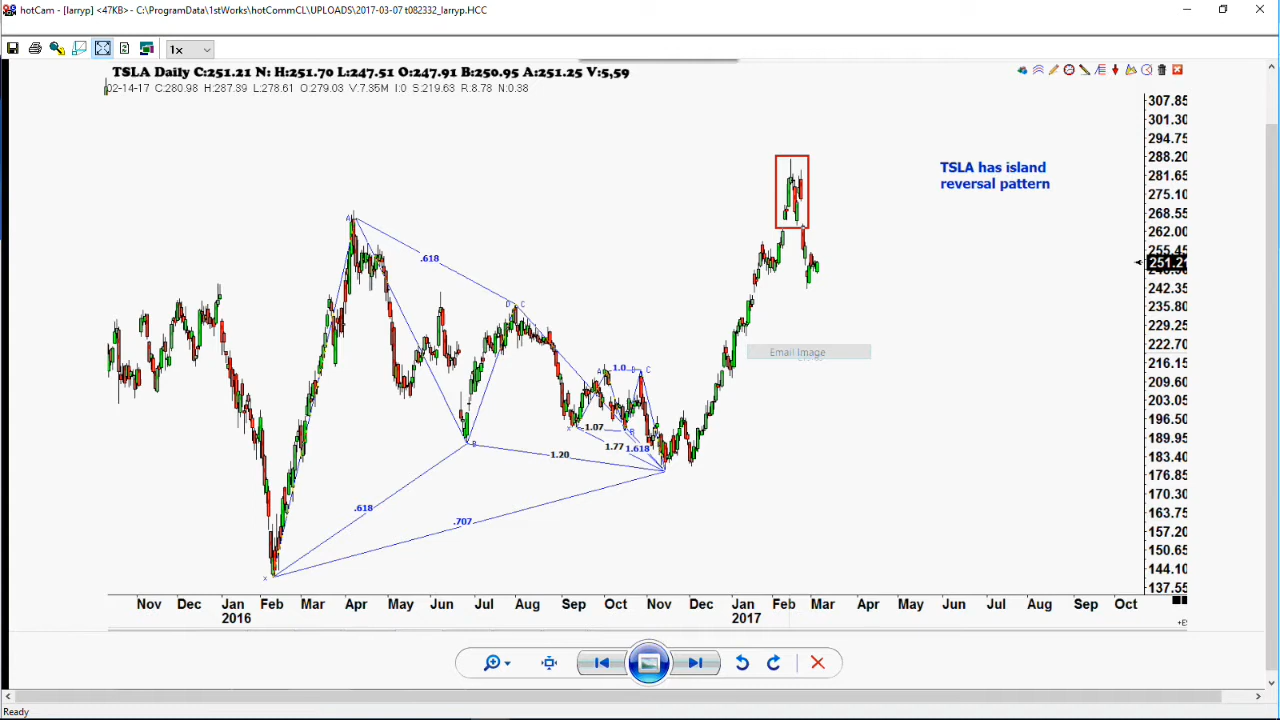 hotCam - [larryp] <47KB> - C:\ProgramData\1stWorks\hotCommCL\UPLOADS\2017-03-07 t082332_larryp.HCC
1x
TSLA Daily C:251.21 N: H:251.70 L:247.51 O:247.91 B:250.95 A:251.25 V:5,59
02-14-17 C:280.98 H:287.39 L:278.61 O:279.03 V:7.35M I:0 S:219.63 R:8.78 N:0.38
307.85
301.30
294.75
288.20
TSLA has island
reversal pattern
281.65
275.10
268.55
A
262.00
.618
255.45
251.21
242.35
D C
235.80
229.25
222.70
Email Image
216.15
A 1.0 D C
209.60
203.05
196.50
X 1.07 B
189.95
B 1.77 1.618
1.20
183.40
176.85
170.30
.618
163.75
.707
157.20
150.65
144.10
X
137.55
Nov Dec Jan Feb Mar Apr May Jun Jul Aug Sep Oct Nov Dec Jan Feb Mar Apr May Jun Jul Aug Sep Oct
2016 2017
Ready